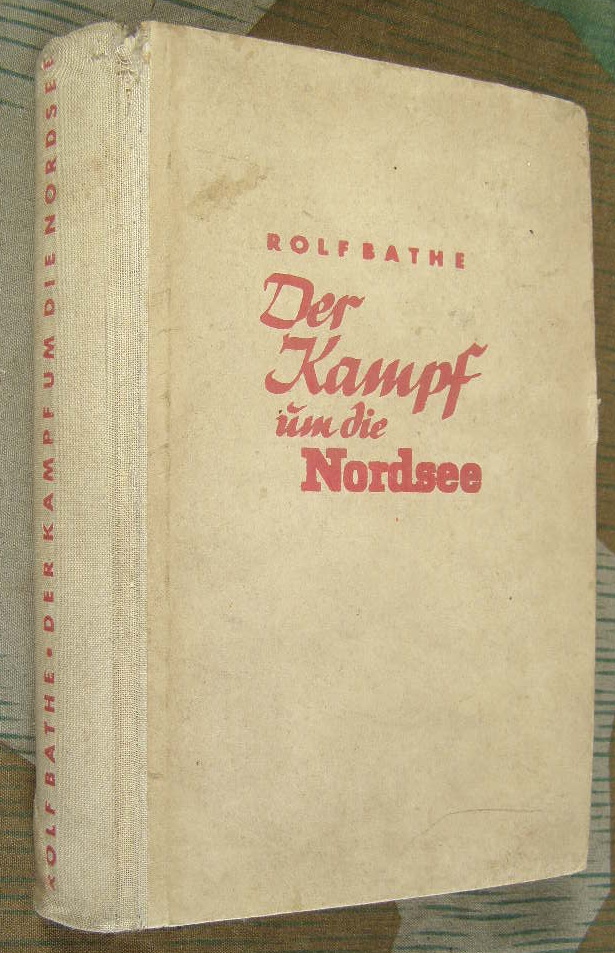 ROLF BATHE
Der
Kampf
um die
Nordsee
ROLF BATHE • DER KAMPF UM DIE NORDSEE